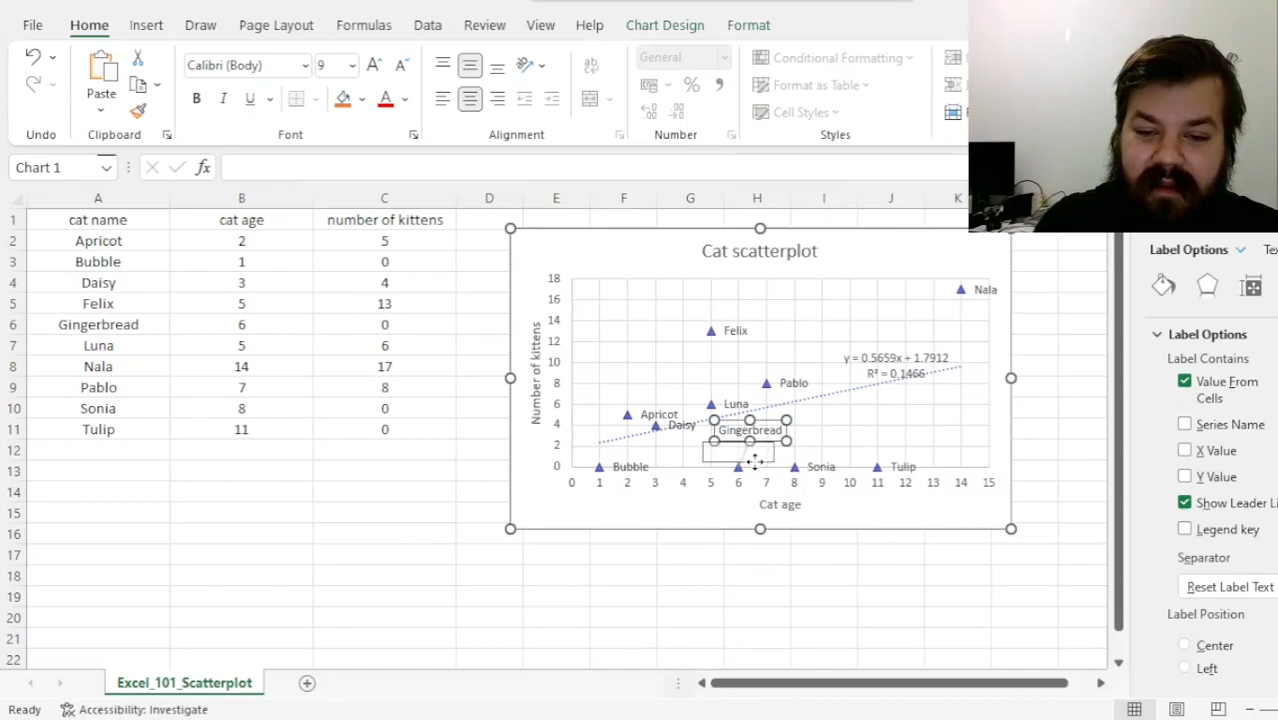 File Home Insert Draw Page Layout Formulas Data Review View Help Chart Design Format
Calibri (Body) 9
General
Conditional Formatting
Format as Table
Cell Styles
Paste
Undo Clipboard Font Alignment Number Styles
Chart 1
A B C D E F G H I J K
1 cat name cat age number of kittens
2 Apricot 2 5
3 Bubble 1 0
4 Daisy 3 4
5 Felix 5 13
6 Gingerbread 6 0
7 Luna 5 6
8 Nala 14 17
9 Pablo 7 8
10 Sonia 8 0
11 Tulip 11 0
12
13
14
15
16
17
18
19
20
21
22
Cat scatterplot
Number of kittens
18
16
14
12
10
8
6
4
2
0
Nala
Felix
y = 0.5659x + 1.7912
R² = 0.1466
Pablo
Luna
Apricot
Daisy
Gingerbread
Bubble Sonia Tulip
0 1 2 3 4 5 6 7 8 9 10 11 12 13 14 15
Cat age
Label Options
Label Options
Label Contains
Value From
Cells
Series Name
X Value
Y Value
Show Leader Li
Legend key
Separator
Reset Label Text
Label Position
Center
Left
Excel_101_Scatterplot
Ready Accessibility: Investigate